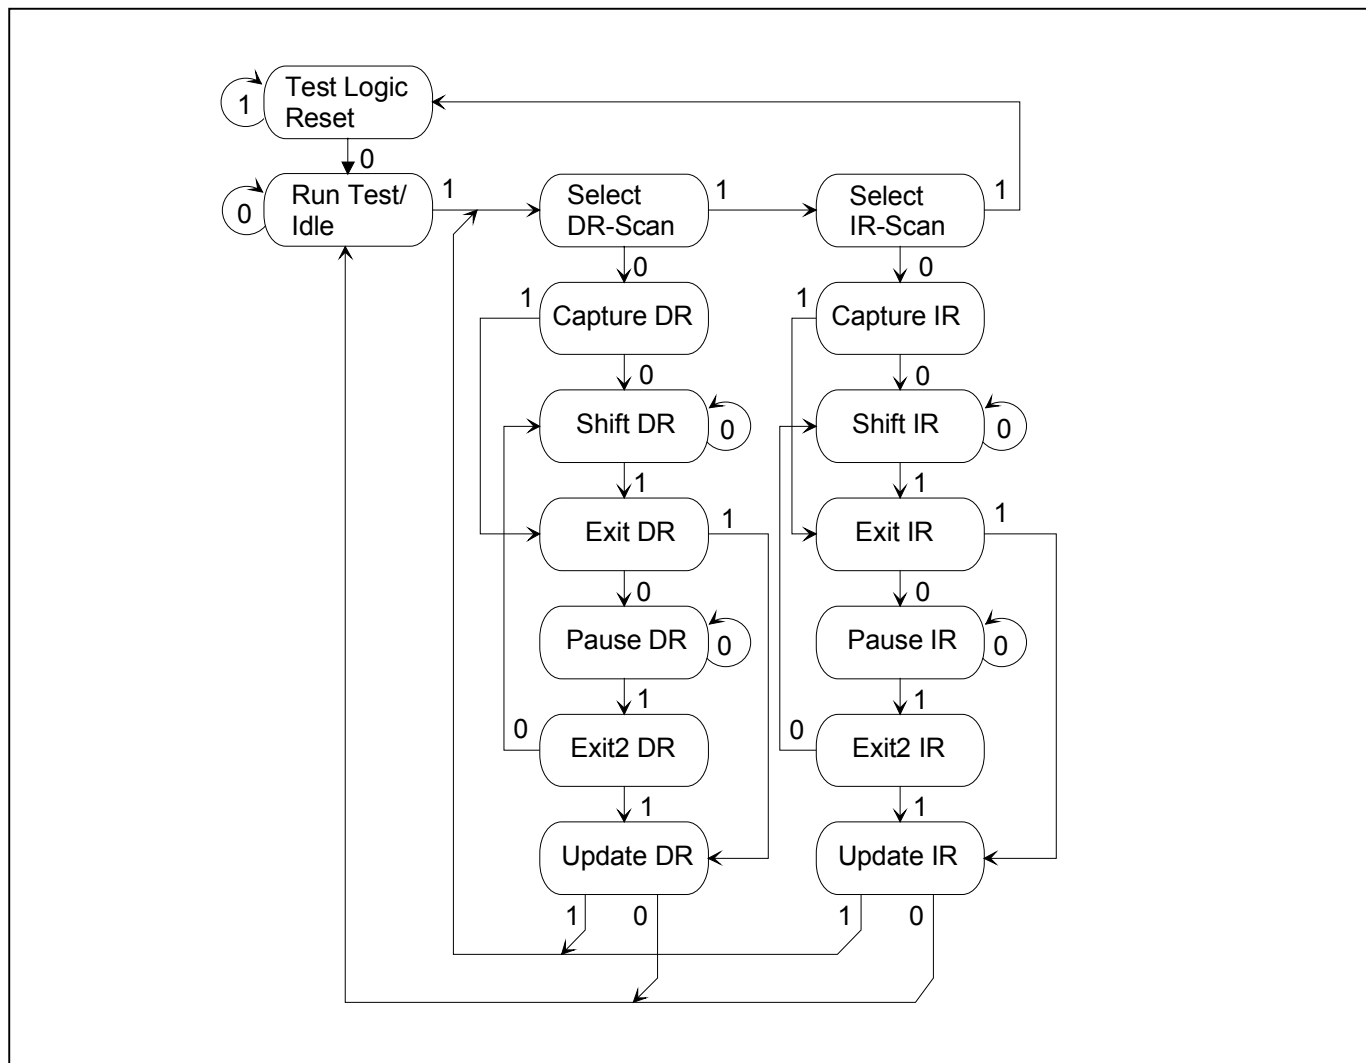 Test Logic
Reset
1
0
Run Test/
Idle
0
1
Select
DR-Scan
1
Select
IR-Scan
1
0
0
1
Capture DR
1
Capture IR
0
0
Shift DR
0
Shift IR
0
1
1
Exit DR
1
Exit IR
1
0
0
Pause DR
0
Pause IR
0
1
1
0
Exit2 DR
0
Exit2 IR
1
1
Update DR
Update IR
1
0
1
0